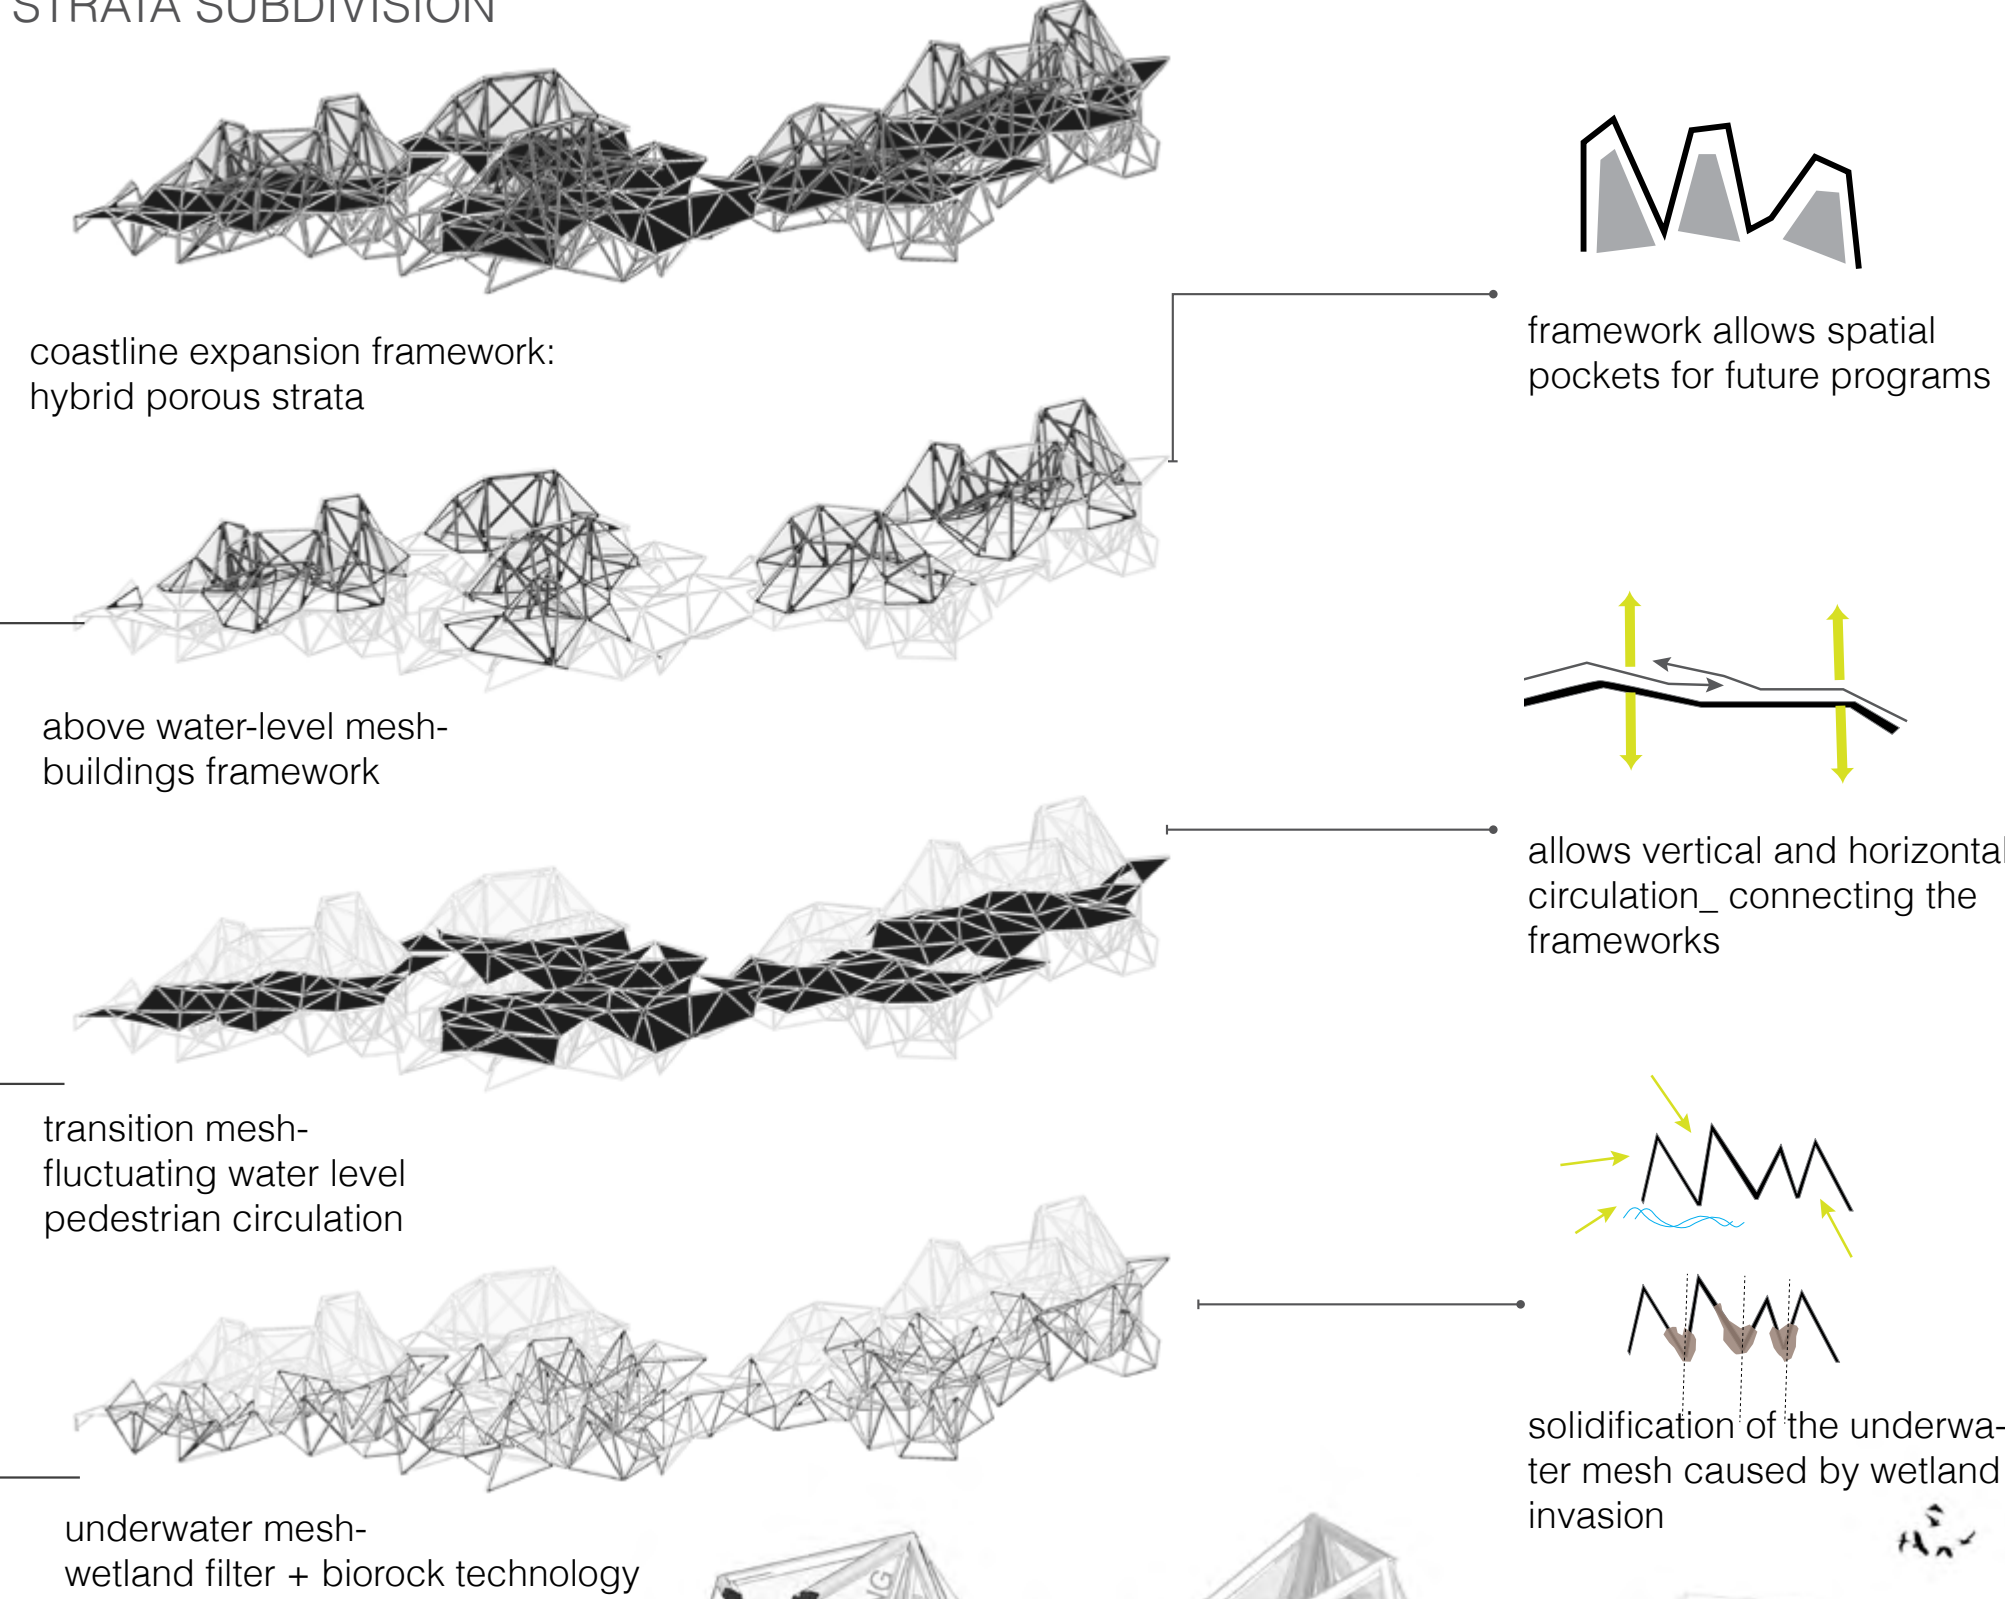 STRATA SUBDIVISION
coastline expansion framework:
hybrid porous strata
framework allows spatial
pockets for future programs
above water-level mesh-
buildings framework
allows vertical and horizontal
circulation_ connecting the
frameworks
transition mesh-
fluctuating water level
pedestrian circulation
solidification of the underwa-
ter mesh caused by wetland
invasion
underwater mesh-
wetland filter + biorock technology